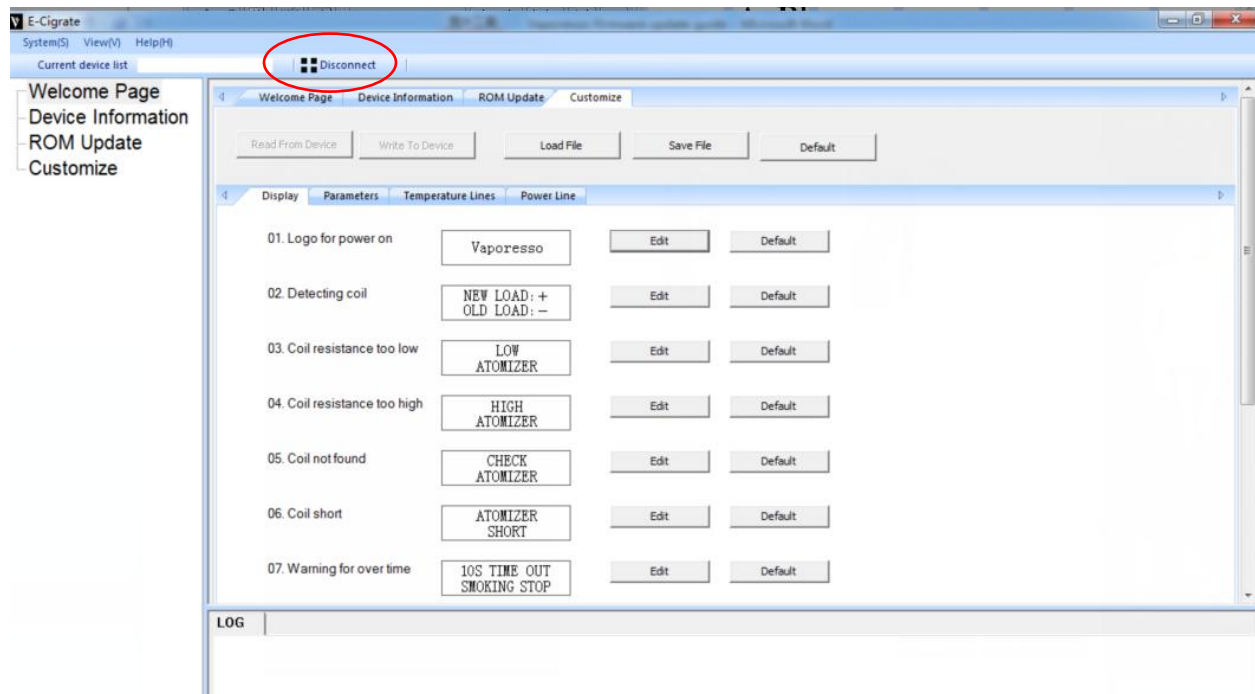 E-Cigrate
System(S) View(V) Help(H)
Current device list Disconnect
Welcome Page
Device Information
ROM Update
Customize
Welcome Page Device Information ROM Update Customize
Read From Device Write To Device Load File Save File Default
Display Parameters Temperature Lines Power Line
01. Logo for power on Vaporesso Edit Default
02. Detecting coil NEW LOAD:+ Edit Default
OLD LOAD:—
03. Coil resistance too low LOW Edit Default
ATOMIZER
04. Coil resistance too high HIGH Edit Default
ATOMIZER
05. Coil not found CHECK Edit Default
ATOMIZER
06. Coil short ATOMIZER Edit Default
SHORT
07. Warning for over time 10S TIME OUT Edit Default
SMOKING STOP
LOG